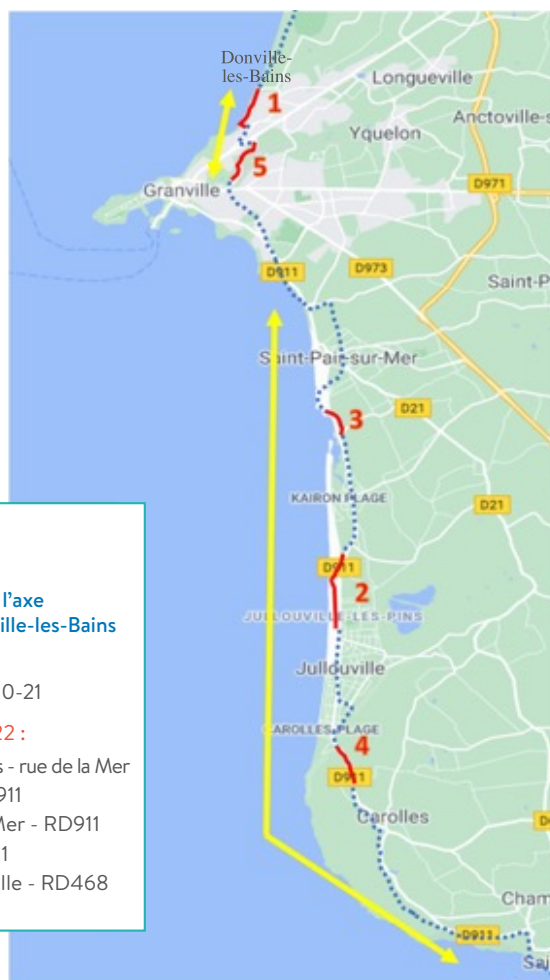 Donville-
les-Bains
Longueville
1
Anctoville-s
Yquelon
5
D971
Granville
D911
D973
Saint-P
Saint-Pair-sur-Mer
D21
3
KAIRON PLAGE
D21
D911
2
JULLOUVILLE-LES-PINS
Jullouville
CAROLLES-PLAGE
4
D911
Carolles
Cham
D911
Sai
l'axe
ille-les-Bains
0-21
22 :
s - rue de la Mer
911
Mer - RD911
1
lle - RD468